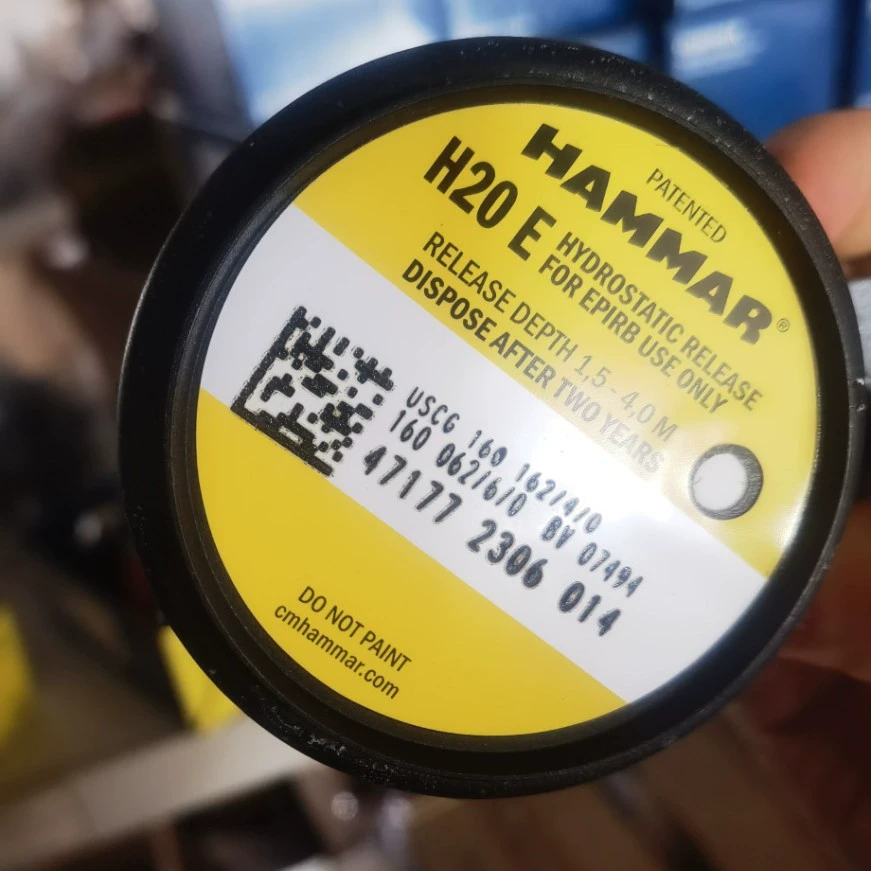 PATENTED
HAMMAR®
H20 E
HYDROSTATIC RELEASE
FOR EPIRB USE ONLY
RELEASE DEPTH 1,5 - 4,0 M
DISPOSE AFTER TWO YEARS
USCG 160 162/4/0
160 062/6/0 BV 07494
47177 2306 014
DO NOT PAINT
cmhammar.com